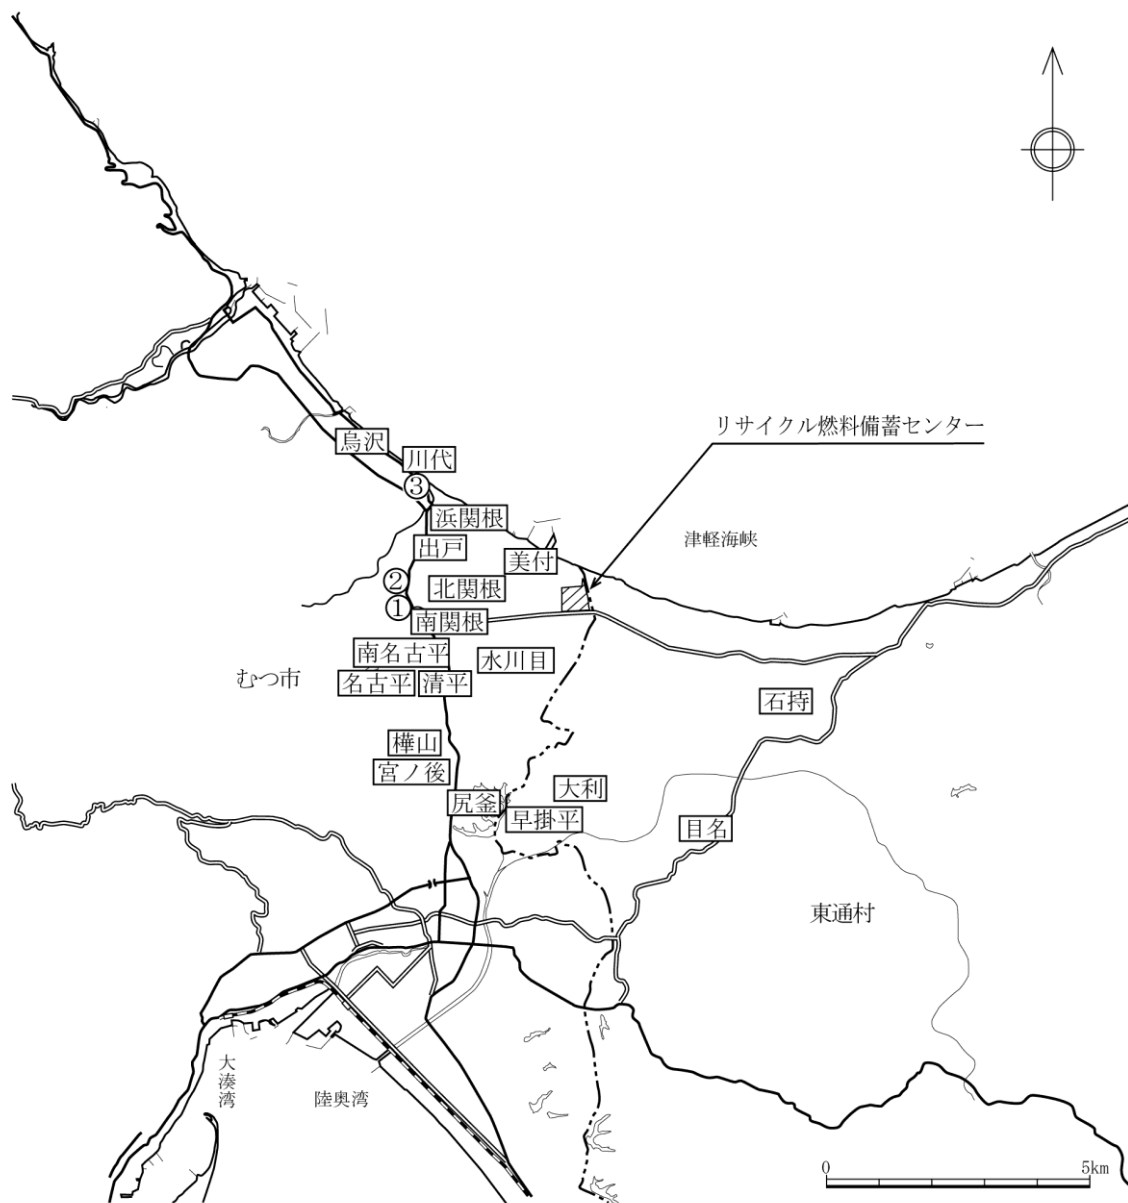 リサイクル燃料備蓄センター
烏沢
川代
③
浜関根
津軽海峡
出戸
美付
②
北関根
①
南関根
南名古平
水川目
むつ市
名古平
清平
石持
樺山
宮ノ後
大利
尻釜
早掛平
目名
東通村
大湊湾
陸奥湾
0
5km